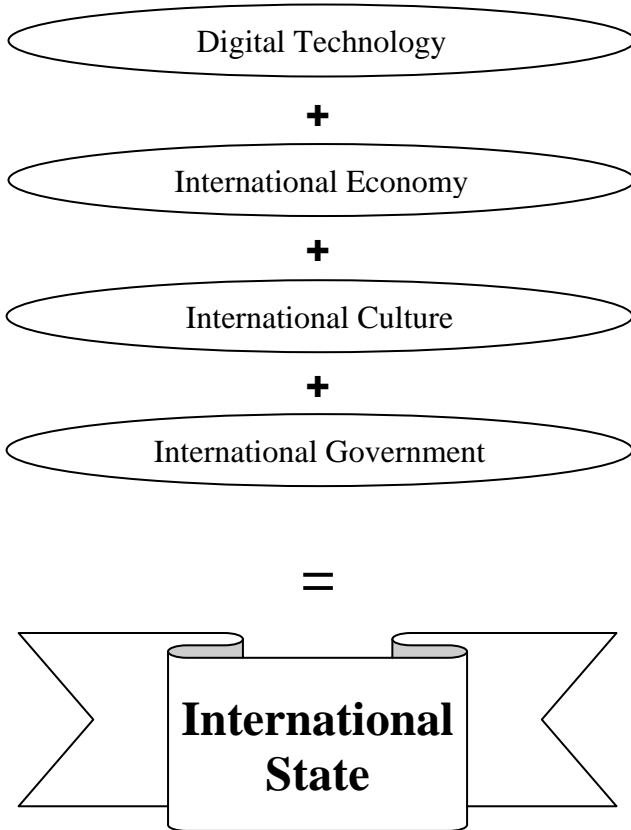 Digital Technology
+
International Economy
+
International Culture
+
International Government
=
International
State